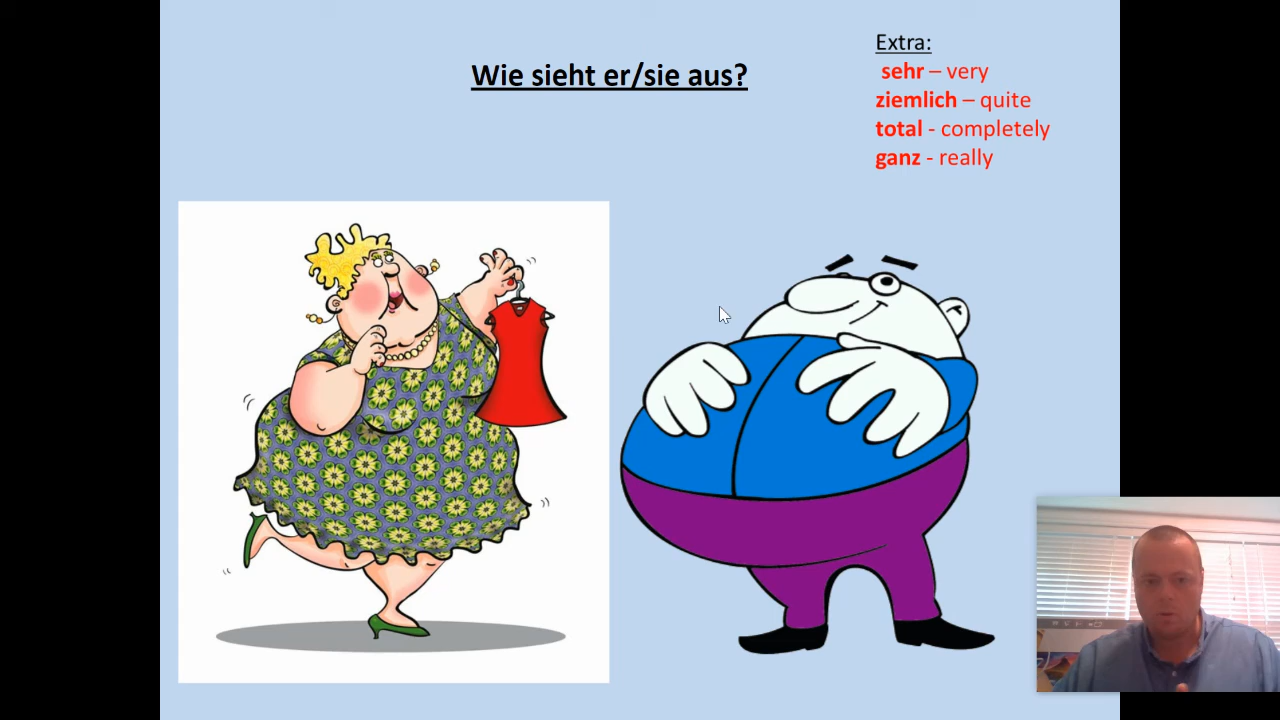 Wie sieht er/sie aus?
Extra:
sehr – very
ziemlich – quite
total - completely
ganz - really